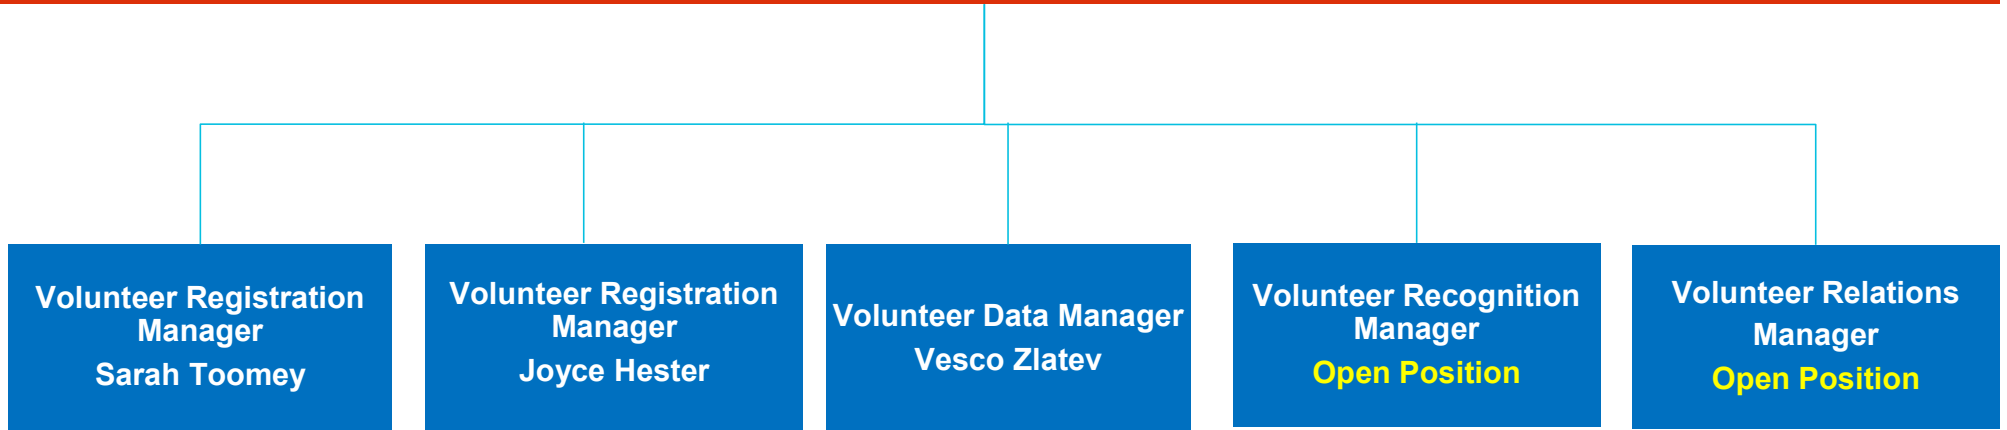 Volunteer Registration
Manager
Sarah Toomey
Volunteer Registration
Manager
Joyce Hester
Volunteer Data Manager
Vesco Zlatev
Volunteer Recognition
Manager
Open Position
Volunteer Relations
Manager
Open Position